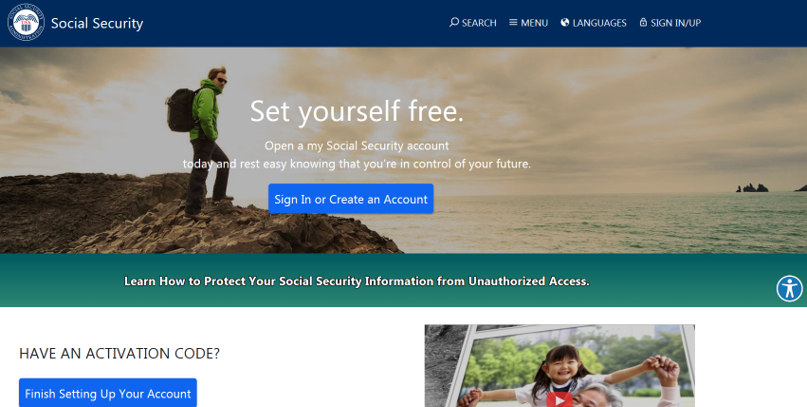 Social Security
SEARCH
MENU
LANGUAGES
SIGN IN/UP
Set yourself free.
Open a my Social Security account
today and rest easy knowing that you're in control of your future.
Sign In or Create an Account
Learn How to Protect Your Social Security Information from Unauthorized Access.
HAVE AN ACTIVATION CODE?
Finish Setting Up Your Account